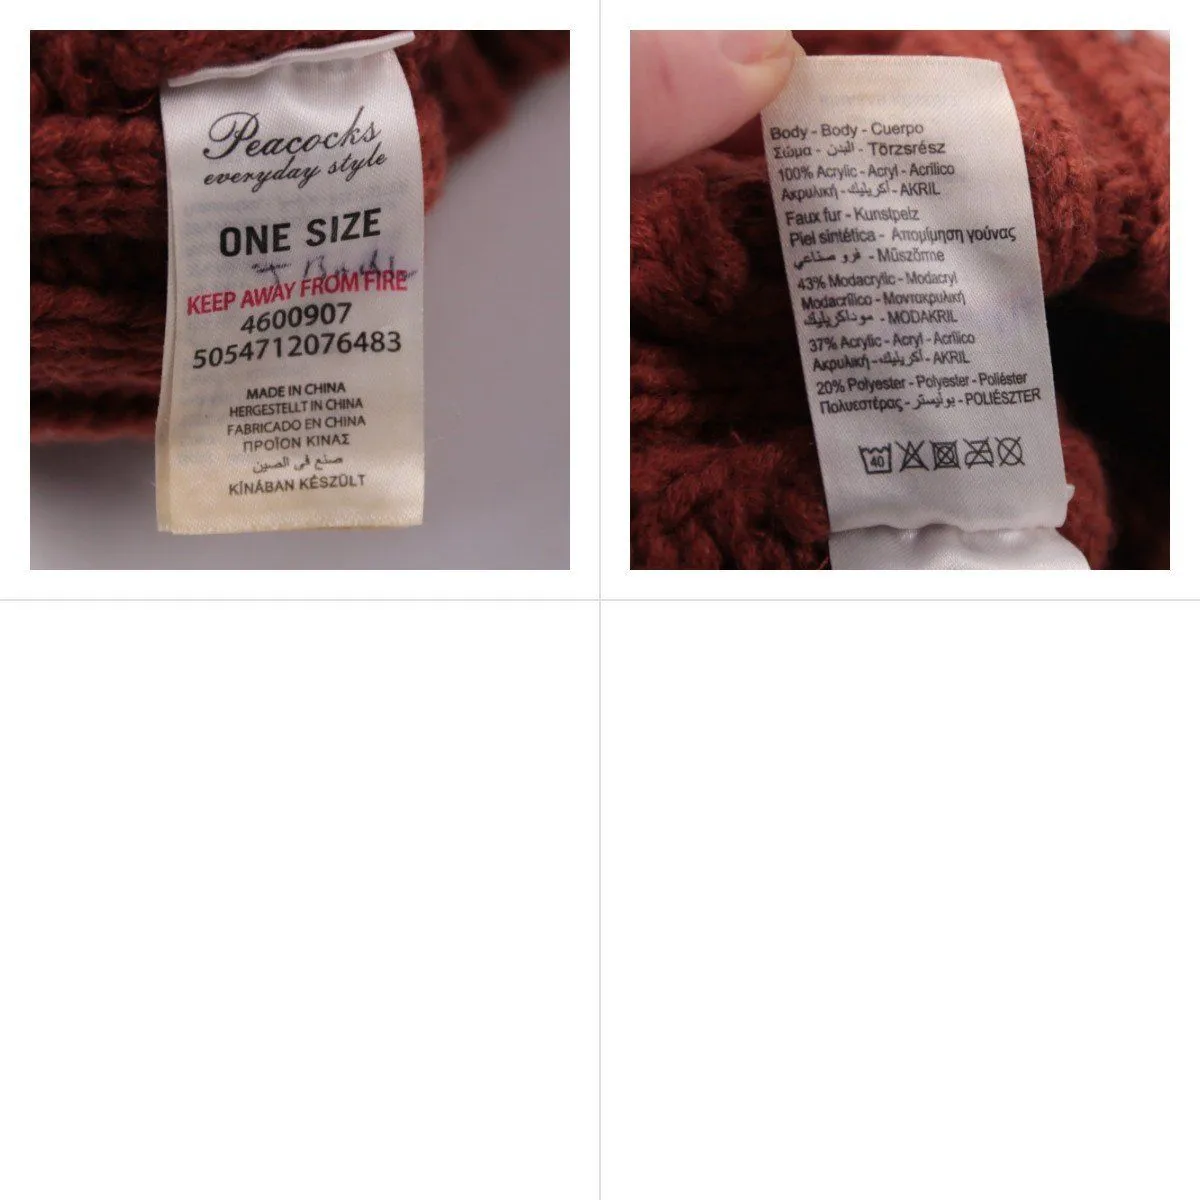 Peacocks
everyday style
ONE SIZE
KEEP AWAY FROM FIRE
4600907
5054712076483
MADE IN CHINA
HERGESTELLT IN CHINA
FABRICADO EN CHINA
ΠΡΟΪΟΝ ΚΙΝΑΣ
صنع في الصين
KÍNÁBAN KÉSZÜLT
Body - Body - Cuerpo
Σώμα - البدن - Törzsrész
100% Acrylic - Acryl - Acrílico
Ακρυλική - أكريليك - AKRIL
Faux fur - Kunstpelz
Piel sintética - Απομίμηση γούνας
فرو صناعي - Műszőrme
43% Modacrylic - Modacryl
Modacrílico - Μοντακρυλική
موداكريليك - MODAKRIL
37% Acrylic - Acryl - Acrílico
Ακρυλική - أكريليك - AKRIL
20% Polyester - Polyester - Poliéster
Πολυεστέρας - بوليستر - POLIÉSZTER
40